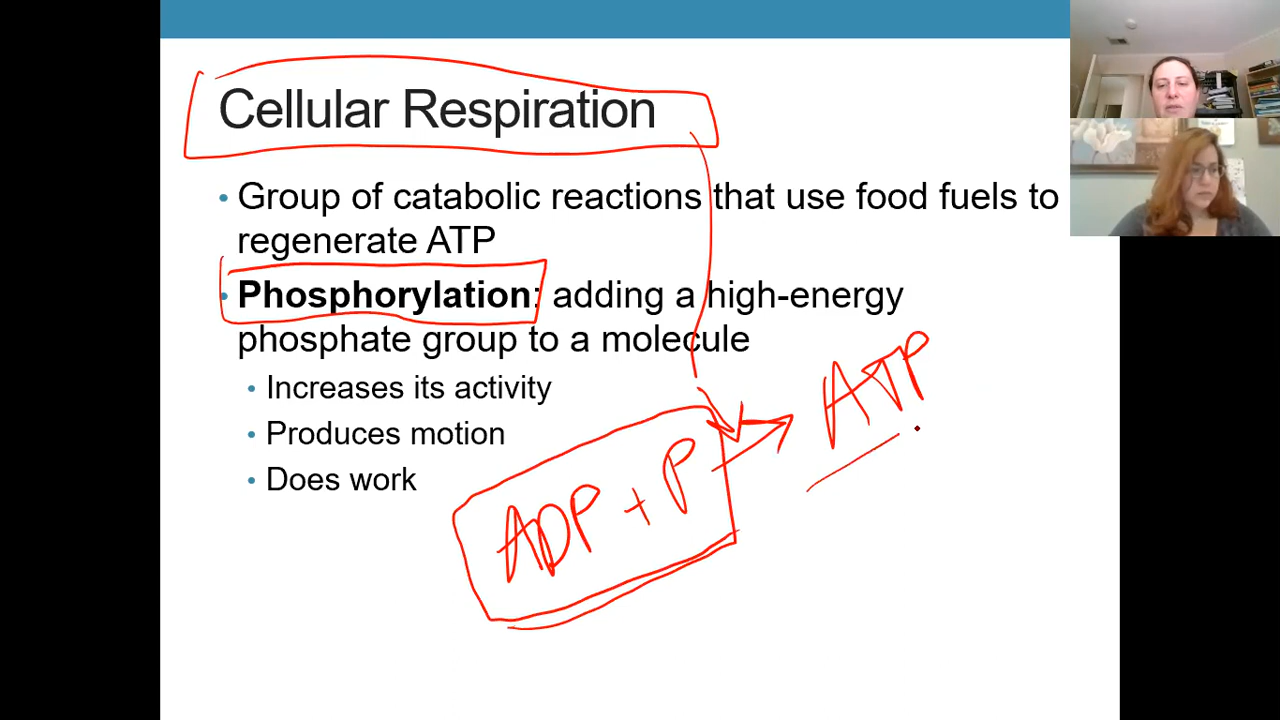 Cellular Respiration
• Group of catabolic reactions that use food fuels to
regenerate ATP
• Phosphorylation: adding a high-energy
phosphate group to a molecule
• Increases its activity
• Produces motion
• Does work
ADP + P → ATP